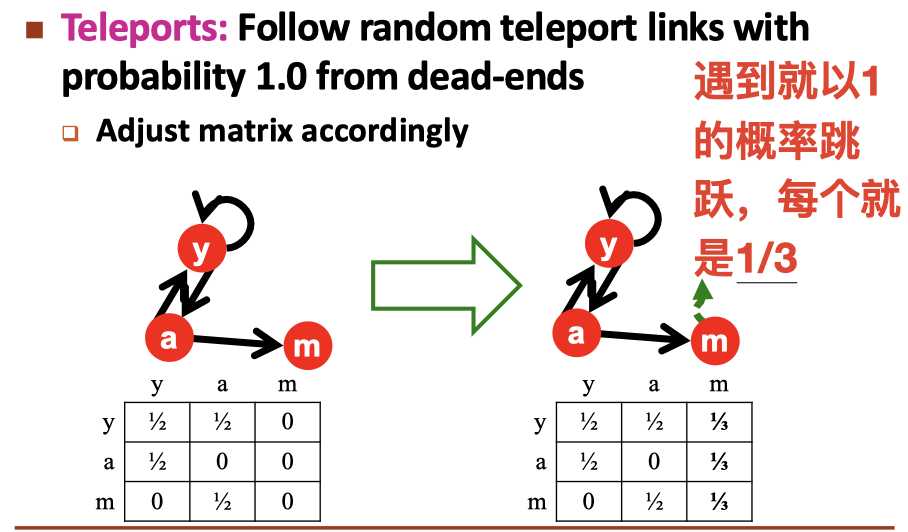 Teleports: Follow random teleport links with
probability 1.0 from dead-ends
Adjust matrix accordingly
遇到就以1
的概率跳
跃，每个就
是1/3
y
a
m
y a m
y ½ ½ 0
a ½ 0 0
m 0 ½ 0
y
a
m
y a m
y ½ ½ ⅓
a ½ 0 ⅓
m 0 ½ ⅓